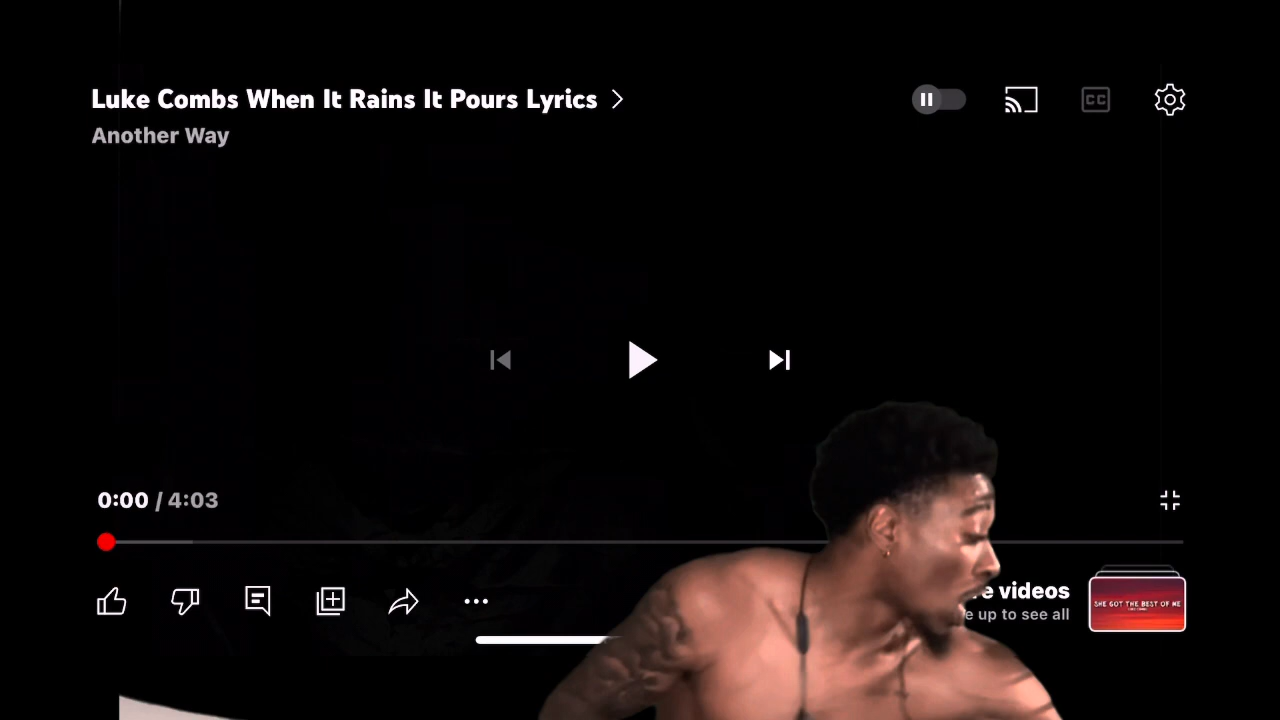 Luke Combs When It Rains It Pours Lyrics
Another Way
CC
0:00 / 4:03
videos
up to see all
SHE GOT THE BEST OF ME